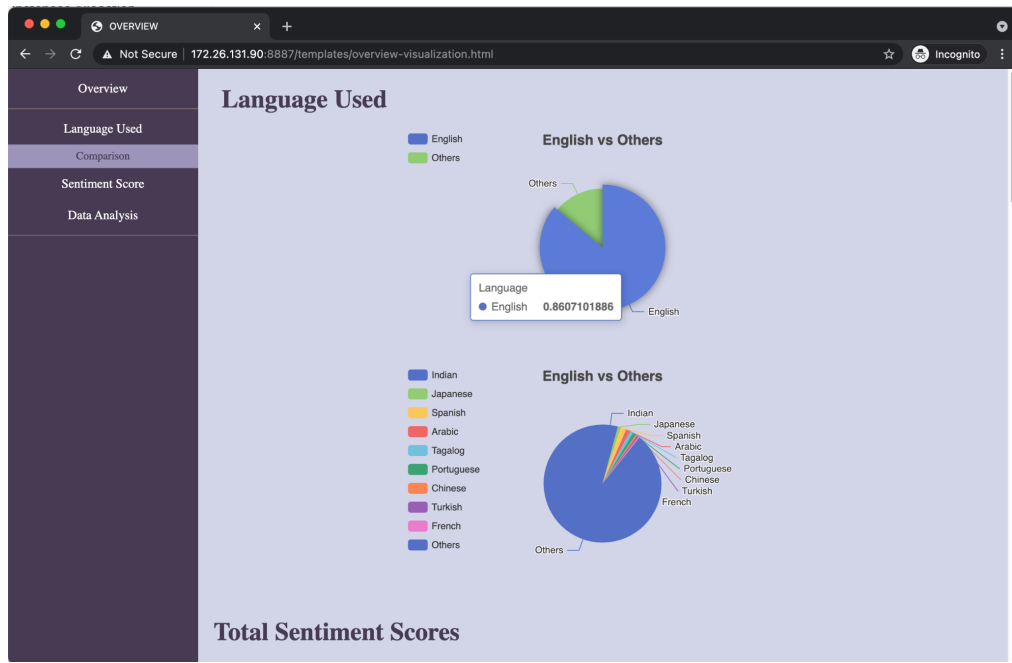 OVERVIEW
Not Secure | 172.26.131.90:8887/templates/overview-visualization.html
Incognito
Overview
Language Used
Comparison
Sentiment Score
Data Analysis
Language Used
English
Others
English vs Others
Others
English
Language
English 0.8607101886
Indian
Japanese
Spanish
Arabic
Tagalog
Portuguese
Chinese
Turkish
French
Others
English vs Others
Indian
Japanese
Spanish
Arabic
Tagalog
Portuguese
Chinese
Turkish
French
Others
Total Sentiment Scores